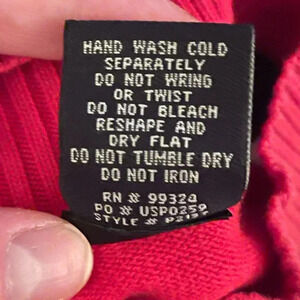 HAND WASH COLD
SEPARATELY
DO NOT WRING
OR TWIST
DO NOT BLEACH
RESHAPE AND
DRY FLAT
DO NOT TUMBLE DRY
DO NOT IRON
RN # 99324
PO # USP0259
STYLE #